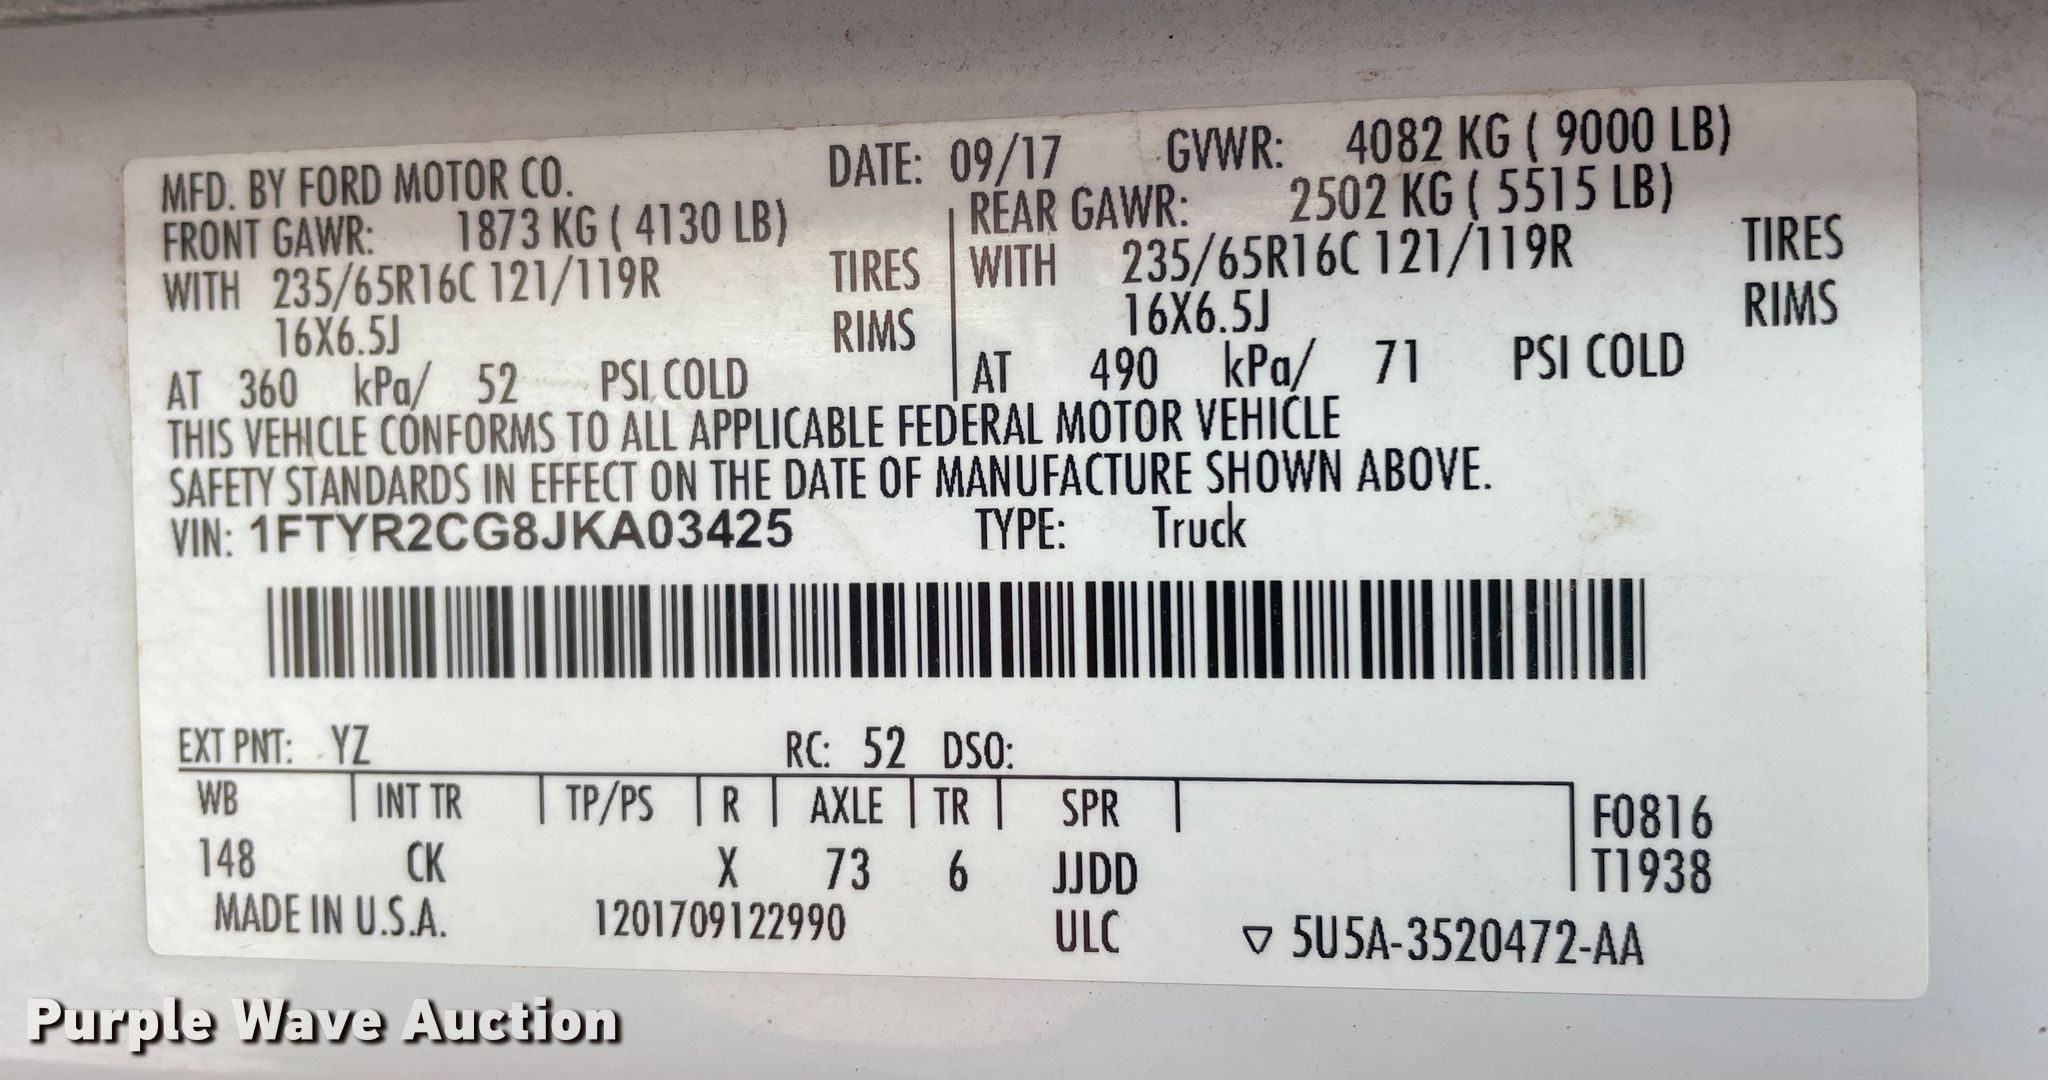 MFD. BY FORD MOTOR CO. DATE: 09/17 GVWR: 4082 KG ( 9000 LB)
FRONT GAWR: 1873 KG ( 4130 LB) REAR GAWR: 2502 KG ( 5515 LB)
WITH 235/65R16C 121/119R TIRES WITH 235/65R16C 121/119R TIRES
16X6.5J RIMS 16X6.5J RIMS
AT 360 kPa/ 52 PSI COLD AT 490 kPa/ 71 PSI COLD
THIS VEHICLE CONFORMS TO ALL APPLICABLE FEDERAL MOTOR VEHICLE
SAFETY STANDARDS IN EFFECT ON THE DATE OF MANUFACTURE SHOWN ABOVE.
VIN: 1FTYR2CG8JKA03425 TYPE: Truck
EXT PNT: YZ RC: 52 DSO:
WB INT TR TP/PS R AXLE TR SPR F0816
148 CK X 73 6 JJDD T1938
MADE IN U.S.A. 1201709122990 ULC ▽ 5U5A-3520472-AA
Purple Wave Auction